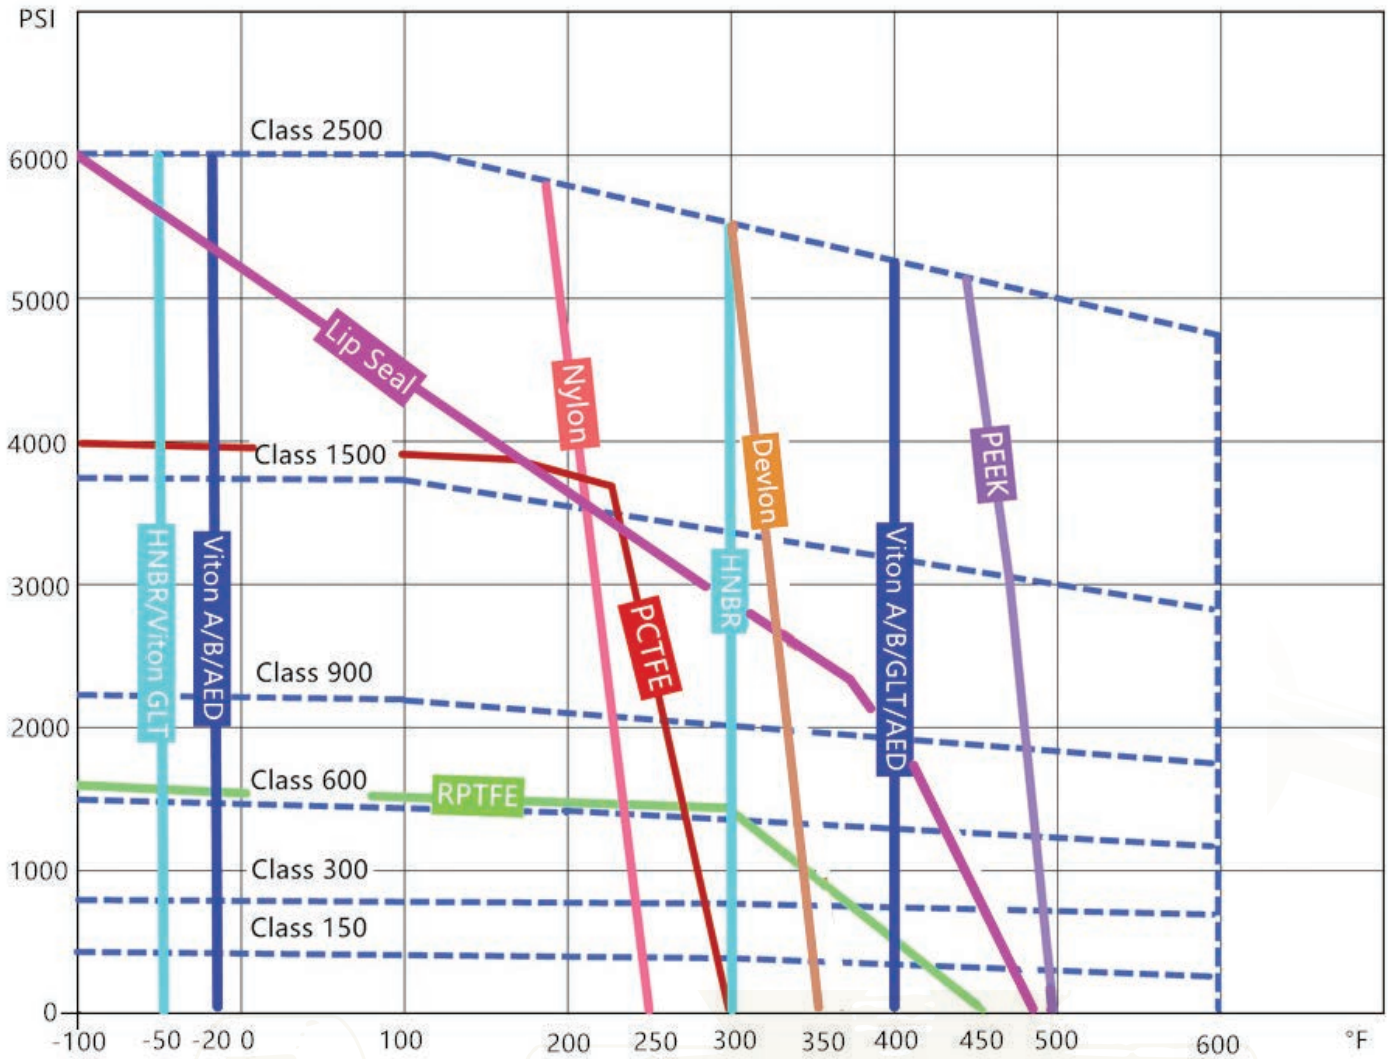 PSI
Class 2500
6000
5000
Lip Seal
Nylon
4000
Class 1500
Devlon
PEEK
HNBR/Viton GLT
Viton A/B/AED
3000
HNBR
Viton A/B/GLT/AED
PCTFE
Class 900
2000
Class 600
RPTFE
1000
Class 300
Class 150
0
-100 -50 -20 0 100 200 250 300 350 400 450 500 600 °F